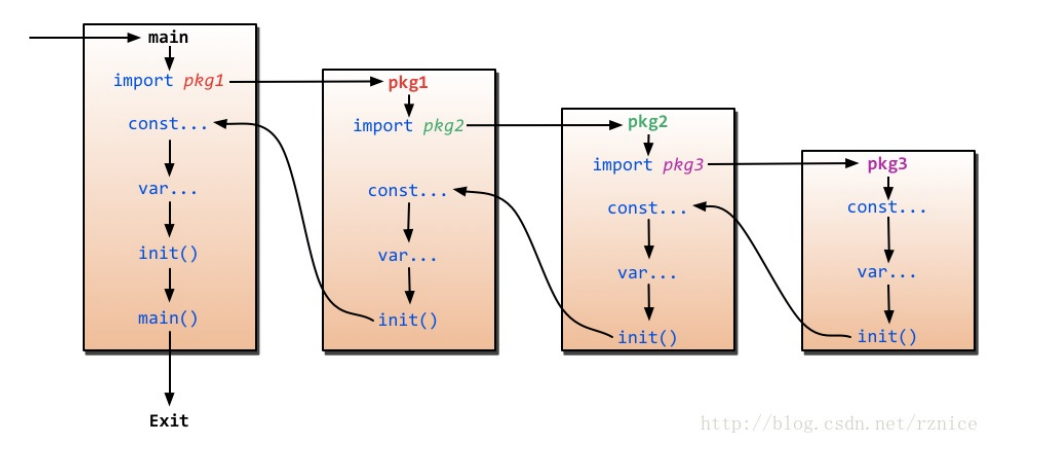 main
import pkg1
const...
var...
init()
main()
Exit
pkg1
import pkg2
const...
var...
init()
pkg2
import pkg3
const...
var...
init()
pkg3
const...
var...
init()
http://blog.csdn.net/rznice